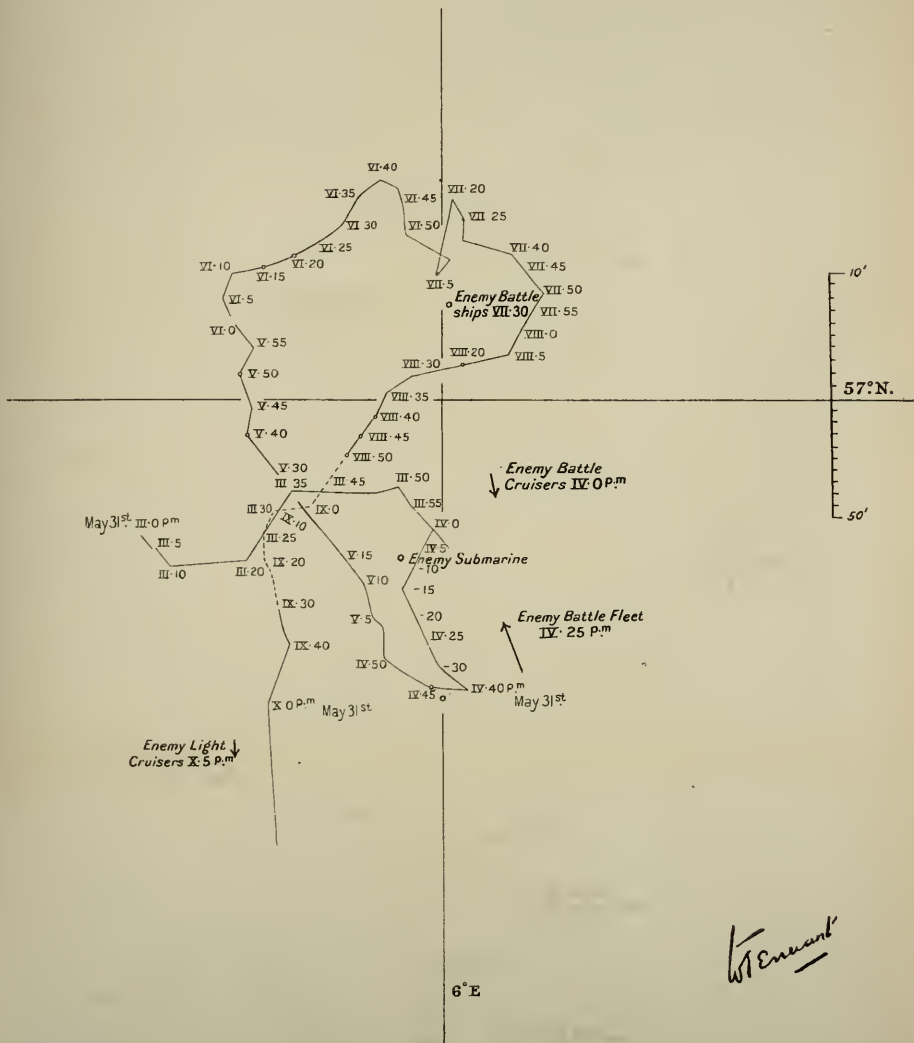 VI·40
VI·35
VI·45
VII·20
VI 30
VI·50
VII 25
VI·25
VII·40
VI·10
VI·20
VI·15
VII·45
VII·5
10'
VI·5
Enemy Battle
ships VII·30
VII·50
VII·55
VI·0
VIII·0
V·55
VIII·20
VIII·5
VIII·30
V·50
57°N.
VIII·35
V·45
VIII·40
V·40
VIII·45
VIII·50
V·30
Enemy Battle
Cruisers IV·0 p.m
III 35
III·45
III·50
III·55
III·30
IX·0
50'
May 31st. III·0 pm
IX·10
IV·0
III·5
III·25
IV·5
V·15
Enemy Submarine
III·10
III·20
IX·20
-10
V·10
-15
IX·30
V·5
-20
Enemy Battle Fleet
IV·25 p.m
IX·40
IV·25
IV·50
-30
IV·45
IV·40 p.m
May 31st.
X 0 p.m May 31st.
Enemy Light
Cruisers X·5 p.m
WTennant
6°E